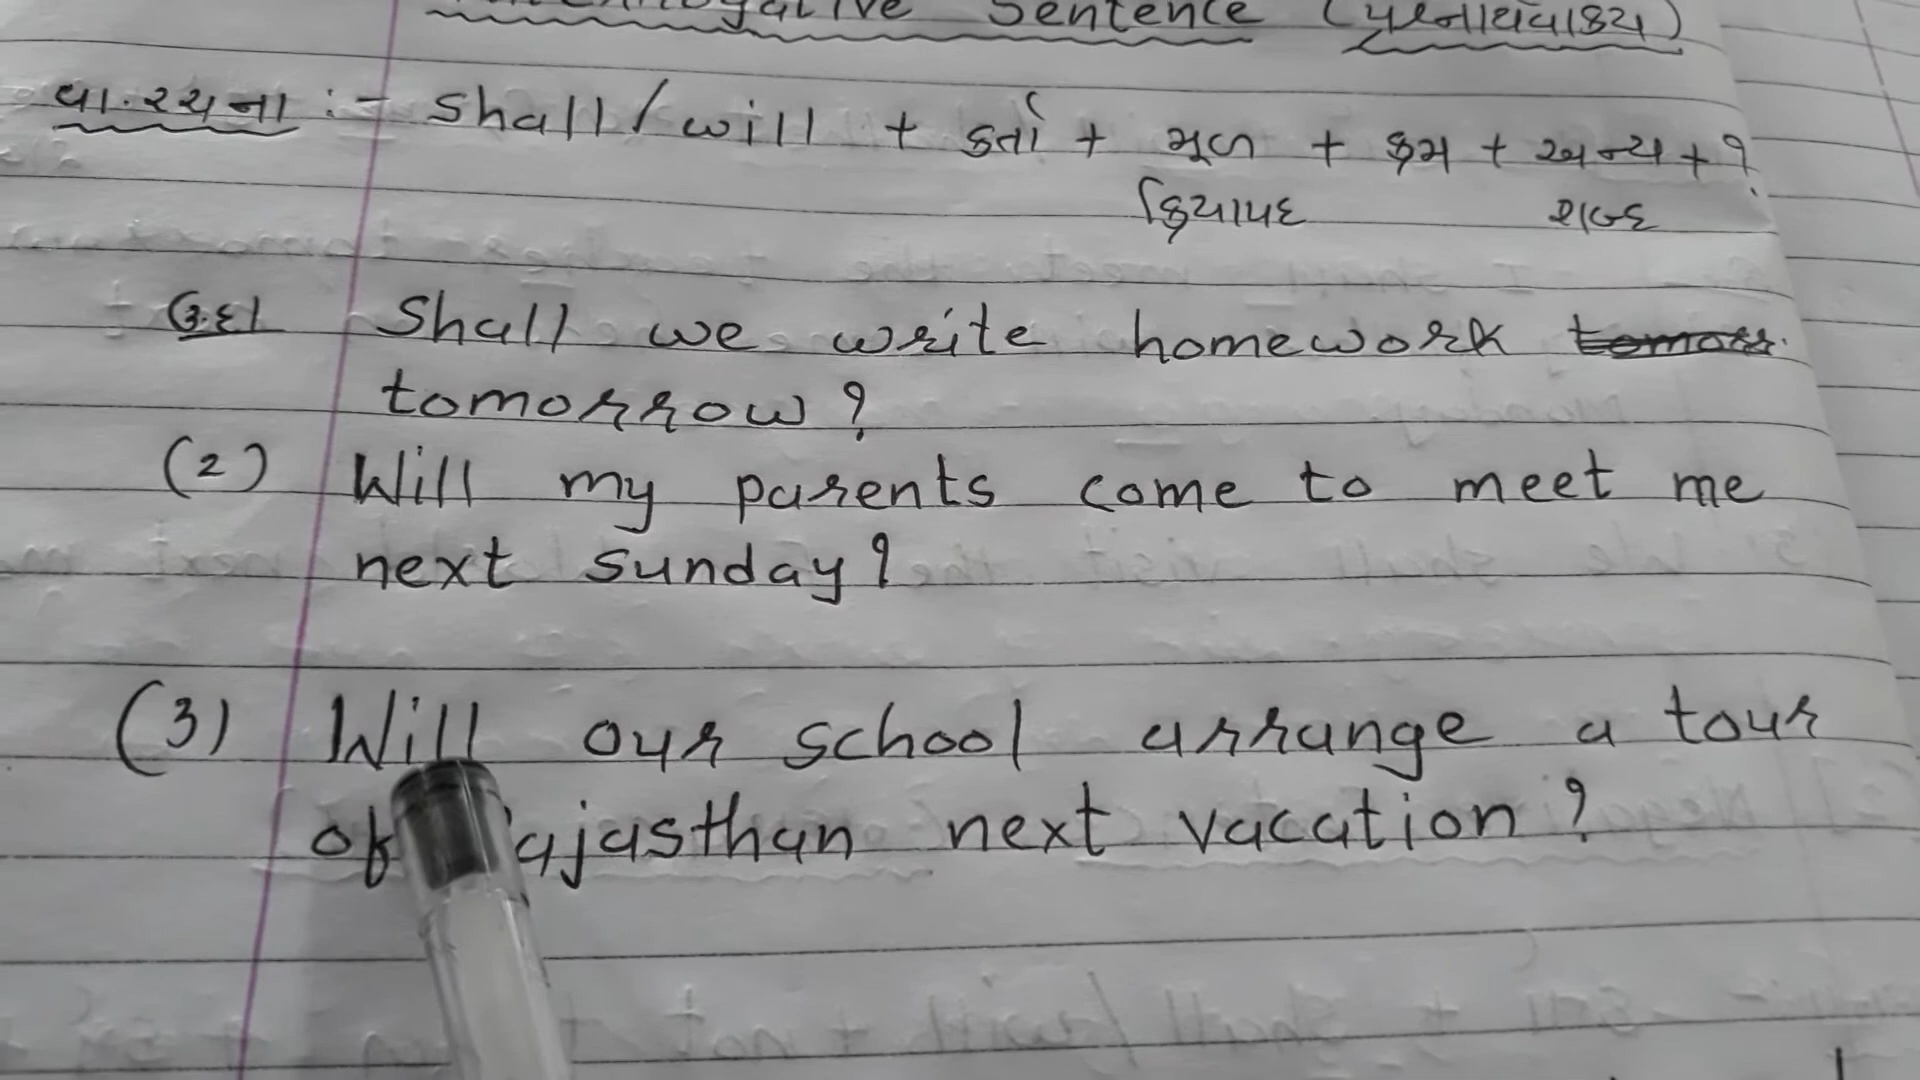 Sentence (પ્રશ્નાર્થવાક્ય)
વા.રચના :- Shall / will + કર્તા + મૂળ + કર્મ + અન્ય + ?
ક્રિયાપદ શબ્દ
ઉ.દા Shall we write homework
tomorrow?
(2) Will my parents come to meet me
next sunday?
(3) Will our school arrange a tour
of ajasthan next vacation?